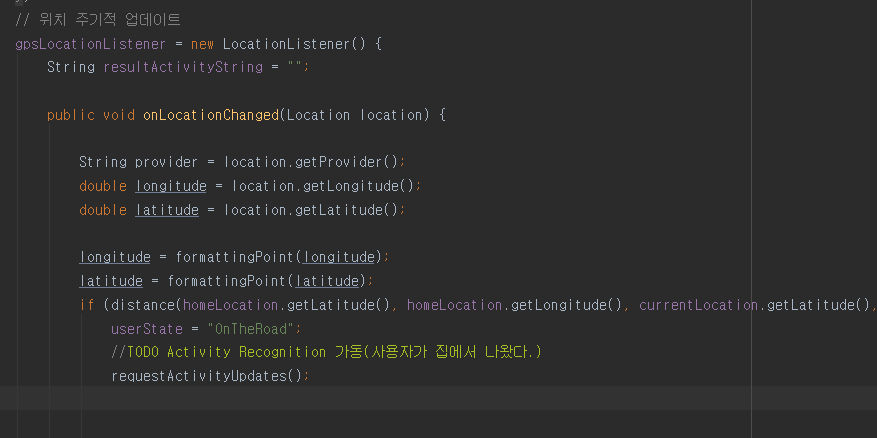 // 위치 주기적 업데이트
gpsLocationListener = new LocationListener() {
String resultActivityString = "";
public void onLocationChanged(Location location) {
String provider = location.getProvider();
double longitude = location.getLongitude();
double latitude = location.getLatitude();
longitude = formattingPoint(longitude);
latitude = formattingPoint(latitude);
if (distance(homeLocation.getLatitude(), homeLocation.getLongitude(), currentLocation.getLatitude(),
userState = "OnTheRoad";
//TODO Activity Recognition 가동(사용자가 집에서 나왔다.)
requestActivityUpdates();